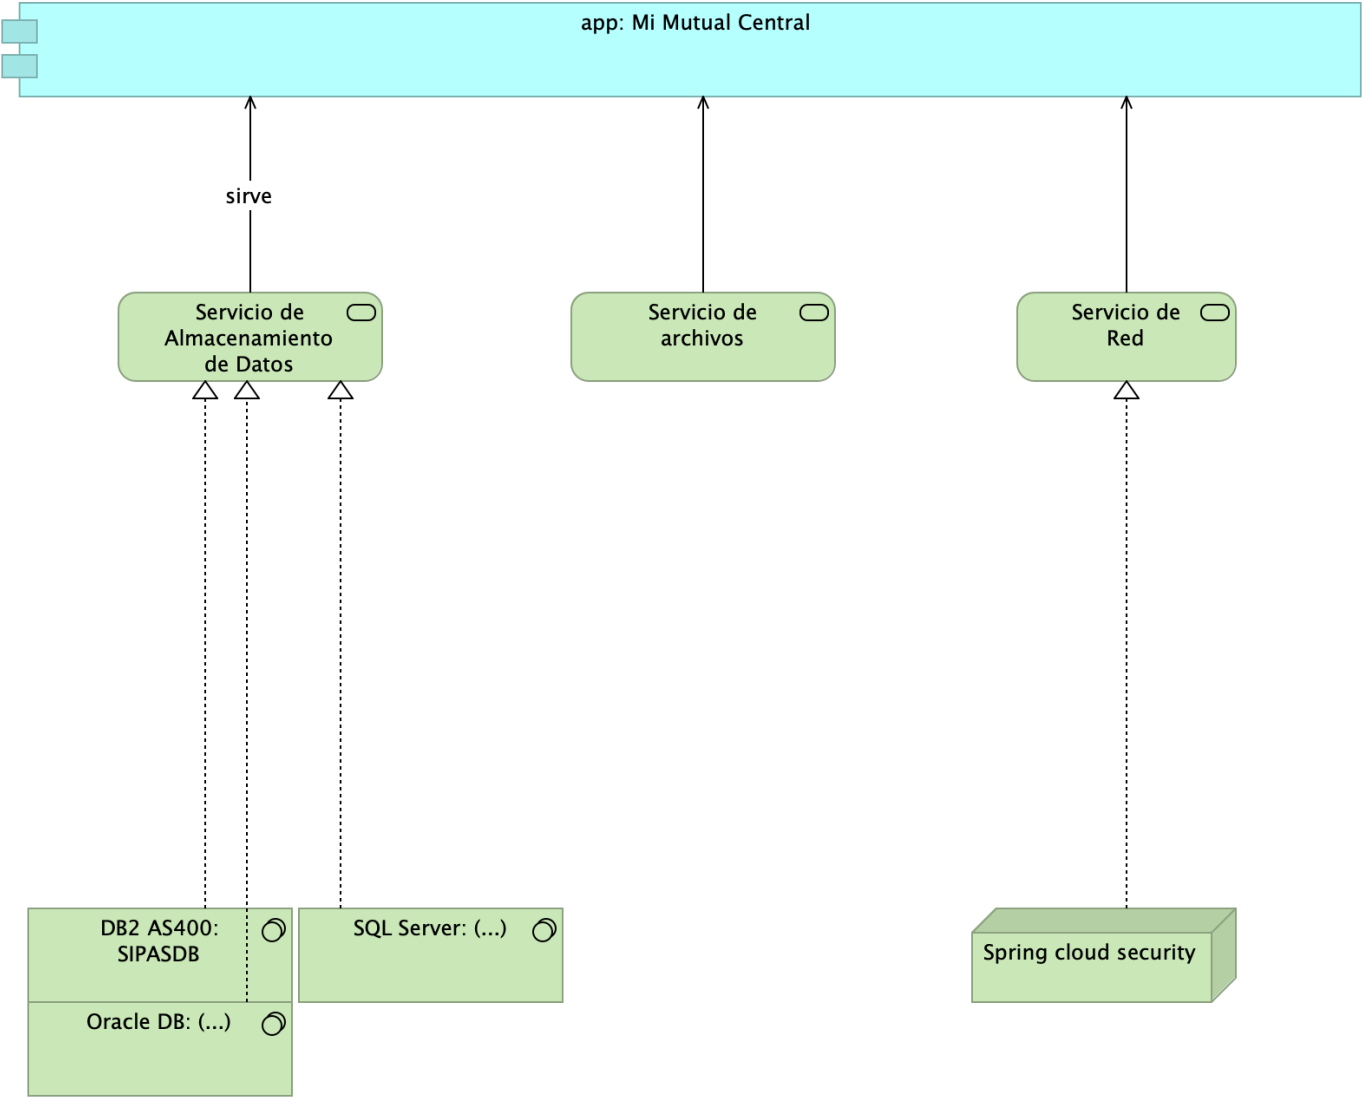 app: Mi Mutual Central
sirve
Servicio de
Almacenamiento
de Datos
Servicio de
archivos
Servicio de
Red
DB2 AS400:
SIPASDB
SQL Server: (...)
Oracle DB: (...)
Spring cloud security